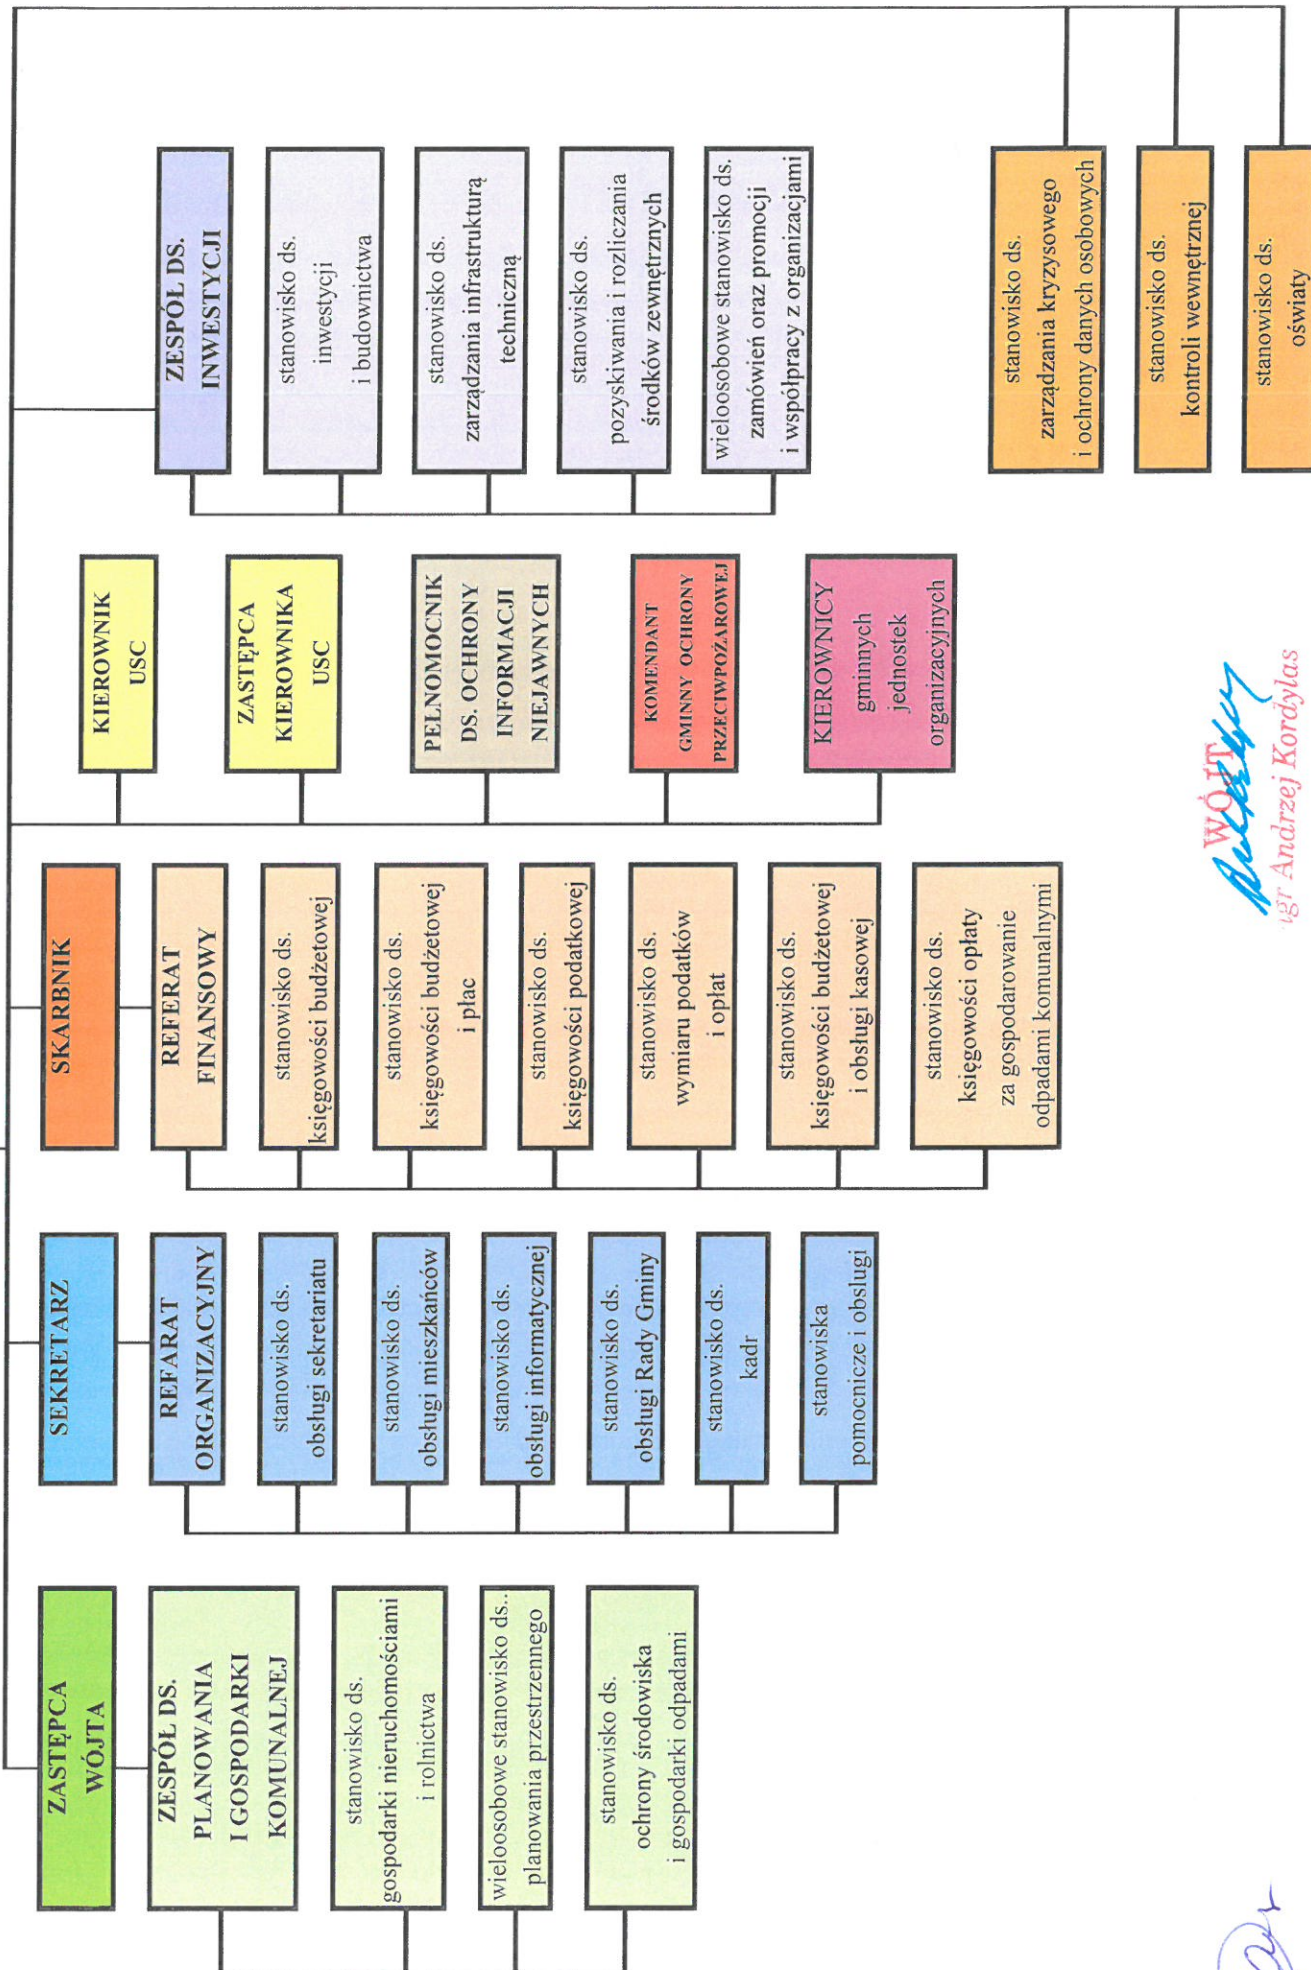 ZASTĘPCA
WÓJTA
ZESPÓŁ DS.
PLANOWANIA
I GOSPODARKI
KOMUNALNEJ
stanowisko ds.
gospodarki nieruchomościami
i rolnictwa
wieloosobowe stanowisko ds..
planowania przestrzennego
stanowisko ds.
ochrony środowiska
i gospodarki odpadami
SEKRETARZ
REFARAT
ORGANIZACYJNY
stanowisko ds.
obsługi sekretariatu
stanowisko ds.
obsługi mieszkańców
stanowisko ds.
obsługi informatycznej
stanowisko ds.
obsługi Rady Gminy
stanowisko ds.
kadr
stanowiska
pomocnicze i obsługi
SKARBNIK
REFERAT
FINANSOWY
stanowisko ds.
księgowości budżetowej
stanowisko ds.
księgowości budżetowej
i płac
stanowisko ds.
księgowości podatkowej
stanowisko ds.
wymiaru podatków
i opłat
stanowisko ds.
księgowości budżetowej
i obsługi kasowej
stanowisko ds.
księgowości opłaty
za gospodarowanie
odpadami komunalnymi
KIEROWNIK
USC
ZASTĘPCA
KIEROWNIKA
USC
PEŁNOMOCNIK
DS. OCHRONY
INFORMACJI
NIEJAWNYCH
KOMENDANT
GMINY OCHRONY
PRZECIWPOŻAROWEJ
KIEROWNICY
gminnych
jednostek
organizacyjnych
ZESPÓŁ DS.
INWESTYCJI
stanowisko ds.
inwestycji
i budownictwa
stanowisko ds.
zarządzania infrastrukturą
techniczną
stanowisko ds.
pozyskiwania i rozliczania
środków zewnętrznych
wieloosobowe stanowisko ds.
zamówień oraz promocji
i współpracy z organizacjami
stanowisko ds.
zarządzania kryzysowego
i ochrony danych osobowych
stanowisko ds.
kontroli wewnętrznej
stanowisko ds.
oświaty
WÓJT
mgr Andrzej Kordylas